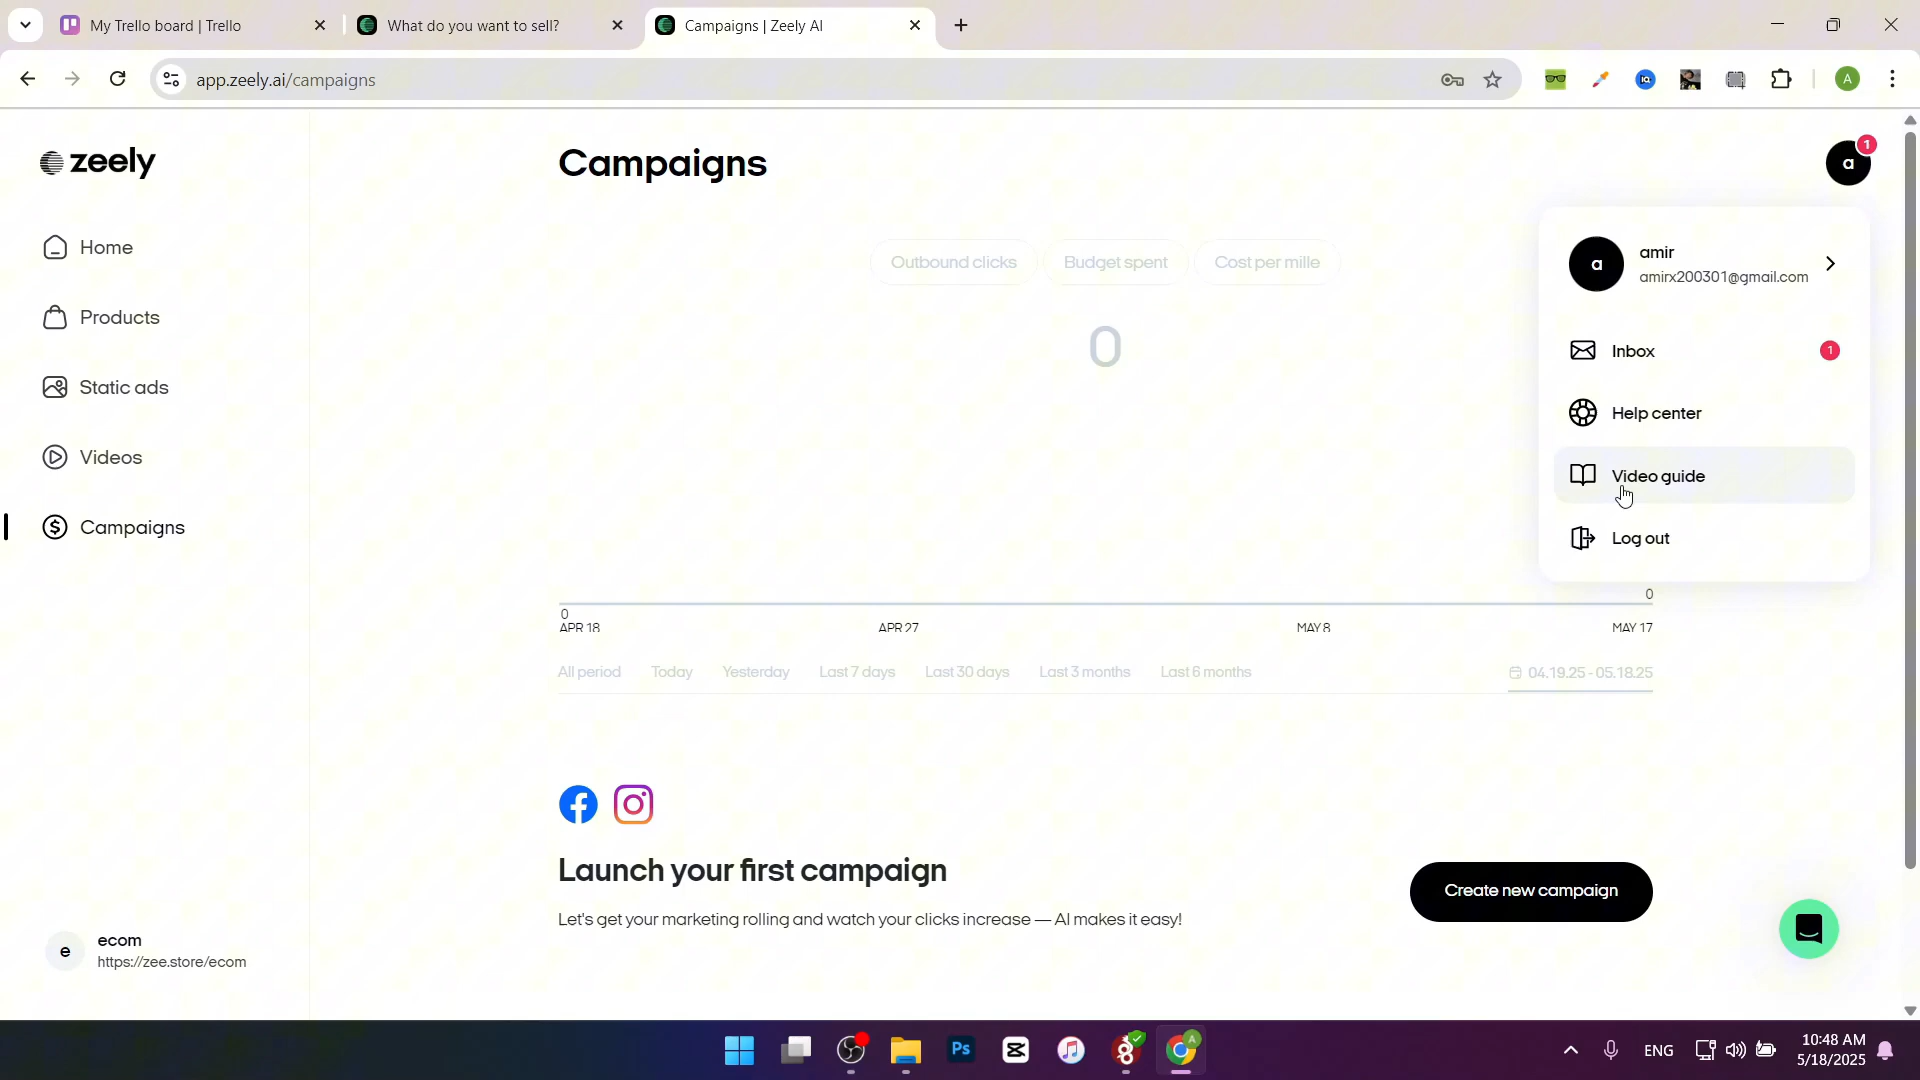 My Trello board | Trello
What do you want to sell?
Campaigns | Zeely AI
app.zeely.ai/campaigns
A
zeely
Campaigns
a
1
Home
Products
Static ads
Videos
Campaigns
Outbound clicks
Budget spent
Cost per mille
0
a
amir
amirx200301@gmail.com
Inbox
1
Help center
Video guide
Log out
0
0
APR 18
APR 27
MAY 8
MAY 17
All period
Today
Yesterday
Last 7 days
Last 30 days
Last 3 months
Last 6 months
04.19.25 - 05.18.25
Launch your first campaign
Let's get your marketing rolling and watch your clicks increase — AI makes it easy!
Create new campaign
e
ecom
https://zee.store/ecom
Ps
A
ENG
10:48 AM
5/18/2025